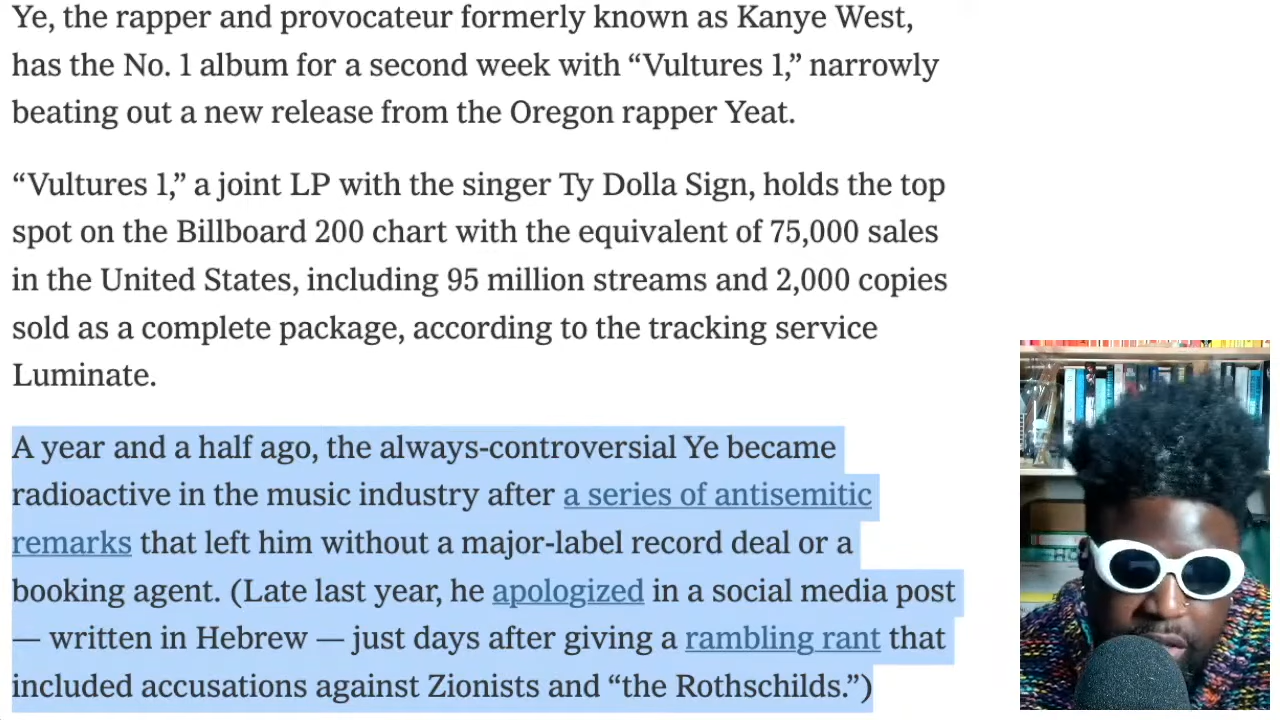 Ye, the rapper and provocateur formerly known as Kanye West,
has the No. 1 album for a second week with “Vultures 1,” narrowly
beating out a new release from the Oregon rapper Yeat.
“Vultures 1,” a joint LP with the singer Ty Dolla Sign, holds the top
spot on the Billboard 200 chart with the equivalent of 75,000 sales
in the United States, including 95 million streams and 2,000 copies
sold as a complete package, according to the tracking service
Luminate.
A year and a half ago, the always-controversial Ye became
radioactive in the music industry after a series of antisemitic
remarks that left him without a major-label record deal or a
booking agent. (Late last year, he apologized in a social media post
— written in Hebrew — just days after giving a rambling rant that
included accusations against Zionists and “the Rothschilds.”)